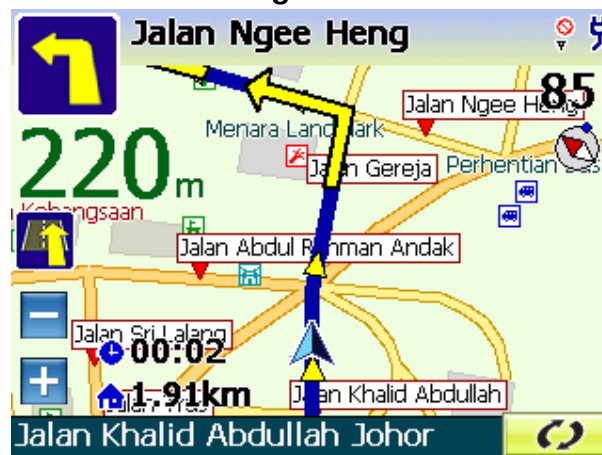 Jalan Ngee Heng
85
Jalan Ngee Heng
Menara Landmark
220m
Jalan Gereja
Perhentian
Kebangsaan
Jalan Abdul Rahman Andak
Jalan Sri Lalang
00:02
1.91km
Jalan Khalid Abdullah
Jalan Khalid Abdullah Johor